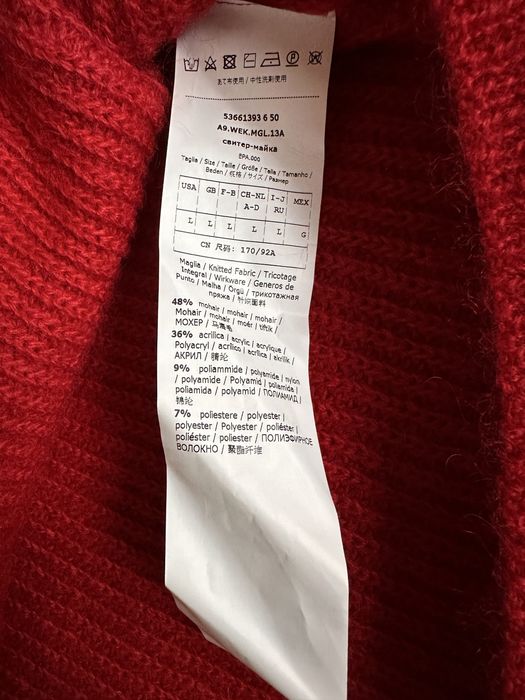 あて布使用 / 中性洗剤使用
53661393 6 50
A9.WEK.MGL.13A
свитер-майка
EPA.000
Taglia / Size / Taille / Größe / Talla / Tamanho /
Beden / 规格 / サイズ / Размер
USA GB F-B CH-NL I-J MEX
A-D RU
L L L L L G
CN 尺码: 170/92A
Maglia / Knitted Fabric / Tricotage
Integral / Wirkware / Generos de
Punto / Malha / Örgü / трикотажная
пряжа / 针织面料
48% mohair / mohair / mohair /
Mohair / mohair / moér / tiftik /
МОХЕР / 马海毛
36% acrilica | acrylic | acrylique /
Polyacryl / acrílico | acrílica | akrilik /
АКРИЛ / 腈纶
9% poliammide / polyamide / nylon
/ polyamide / Polyamid / poliamida |
poliamida / polyamid / ПОЛИАМИД |
锦纶
7% poliestere / polyester |
polyester / Polyester / poliéster |
poliéster / poliester / ПОЛИЭФИРНОЕ
ВОЛОКНО / 聚酯纤维